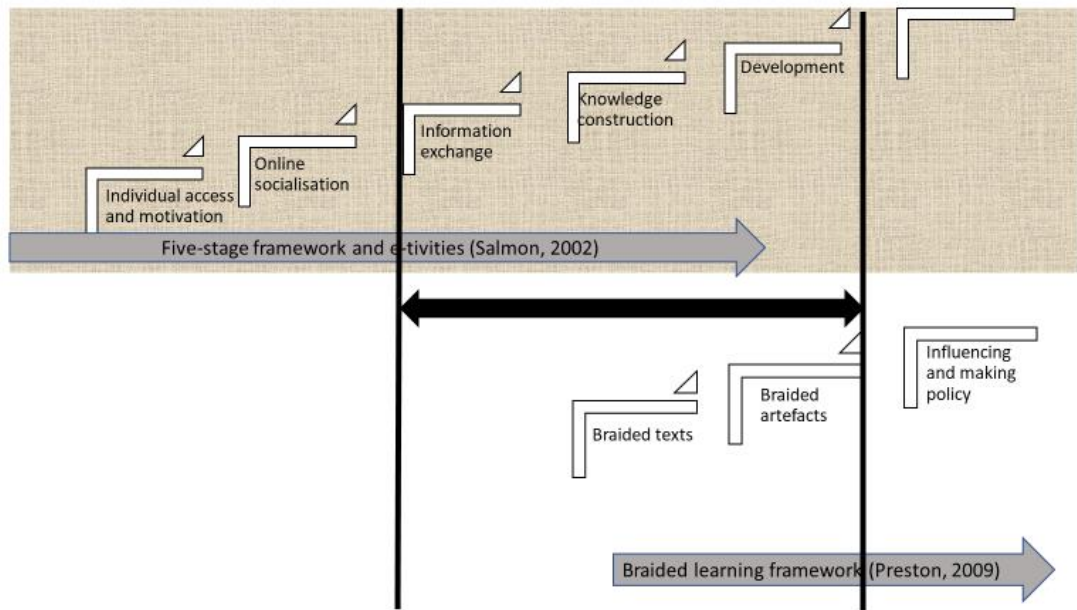 Individual access
and motivation
Online
socialisation
Information
exchange
Knowledge
construction
Development
Five-stage framework and e-tivities (Salmon, 2002)
Braided texts
Braided
artefacts
Influencing
and making
policy
Braided learning framework (Preston, 2009)